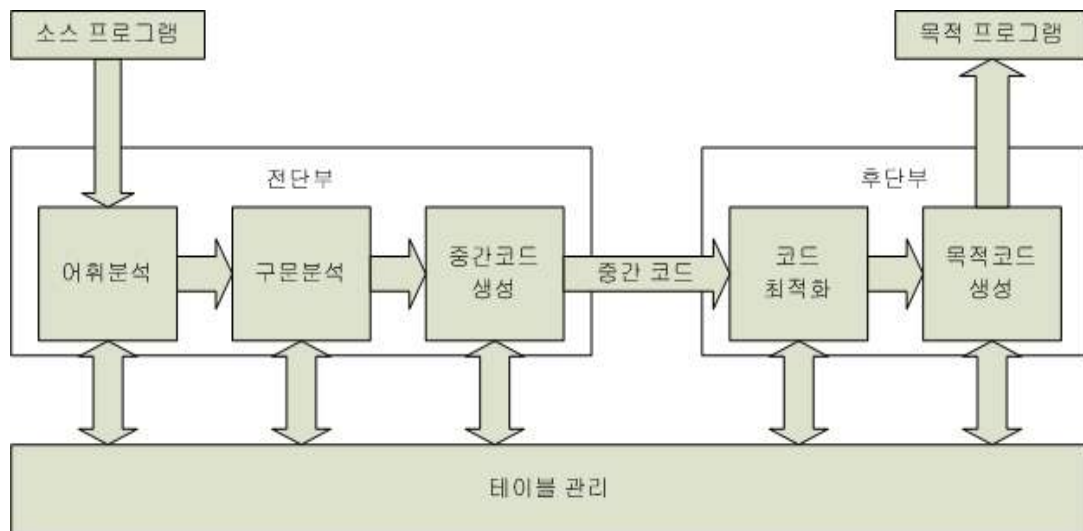 소스 프로그램
목적 프로그램
전단부
후단부
어휘분석
구문분석
중간코드
생성
중간 코드
코드
최적화
목적코드
생성
테이블 관리